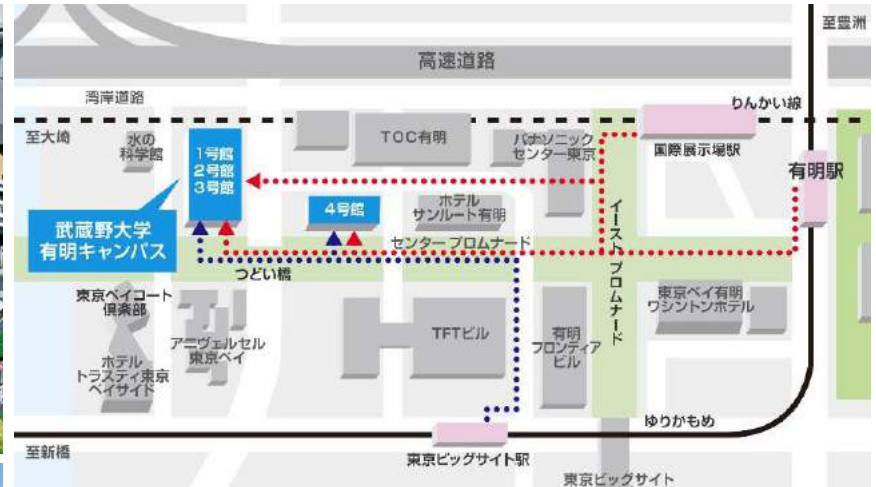 至豊洲
高速道路
湾岸道路
りんかい線
至大崎
水の
科学館
1号館
2号館
3号館
TOC有明
パナソニック
センター東京
国際展示場駅
有明駅
武蔵野大学
有明キャンパス
4号館
ホテル
サンルート有明
イースト プロムナード
センター プロムナード
つどい橋
東京ベイコート
倶楽部
アニヴェルセル
東京ベイ
ホテル
トラスティ東京
ベイサイド
TFTビル
有明
フロンティア
ビル
東京ベイ有明
ワシントンホテル
ゆりかもめ
至新橋
東京ビッグサイト駅
東京ビッグサイト